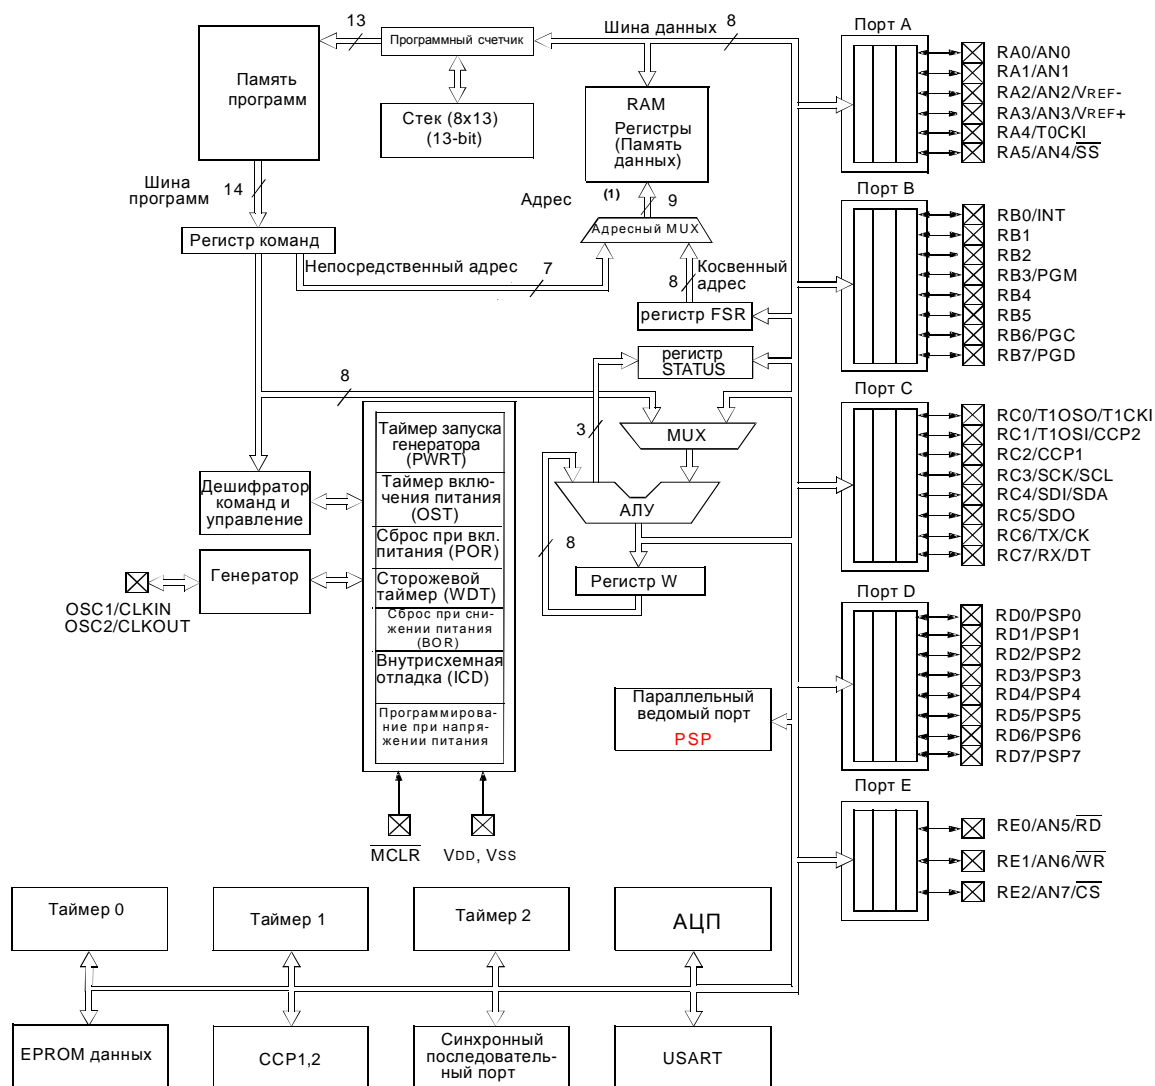 13
Шина данных
8
Порт A
Память
программ
Программный счетчик
Стек (8x13)
(13-bit)
RAM
Регистры
(Память
данных)
RA0/AN0
RA1/AN1
RA2/AN2/VREF-
RA3/AN3/VREF+
RA4/T0CKI
RA5/AN4/SS
Шина
программ
14
Адрес
(1)
9
Порт B
Регистр команд
Адресный MUX
Непосредственный адрес
7
Косвенный
адрес
8
регистр FSR
RB0/INT
RB1
RB2
RB3/PGM
RB4
RB5
RB6/PGC
RB7/PGD
регистр
STATUS
8
Порт C
3
MUX
АЛУ
8
Регистр W
RC0/T1OSO/T1CKI
RC1/T1OSI/CCP2
RC2/CCP1
RC3/SCK/SCL
RC4/SDI/SDA
RC5/SDO
RC6/TX/CK
RC7/RX/DT
Таймер запуска
генератора
(PWRT)
Таймер вклю-
чения питания
(OST)
Сброс при вкл.
питания (POR)
Сторожевой
таймер (WDT)
Сброс при сни-
жении питания
(BOR)
Внутрисхемная
отладка (ICD)
Программирова-
ние при напря-
жении питания
Дешифратор
команд и
управление
Генератор
OSC1/CLKIN
OSC2/CLKOUT
Порт D
RD0/PSP0
RD1/PSP1
RD2/PSP2
RD3/PSP3
RD4/PSP4
RD5/PSP5
RD6/PSP6
RD7/PSP7
Параллельный
ведомый порт
PSP
Порт E
RE0/AN5/RD
RE1/AN6/WR
RE2/AN7/CS
MCLR
VDD, VSS
Таймер 0
Таймер 1
Таймер 2
АЦП
EPROM данных
CCP1,2
Синхронный
последователь-
ный порт
USART